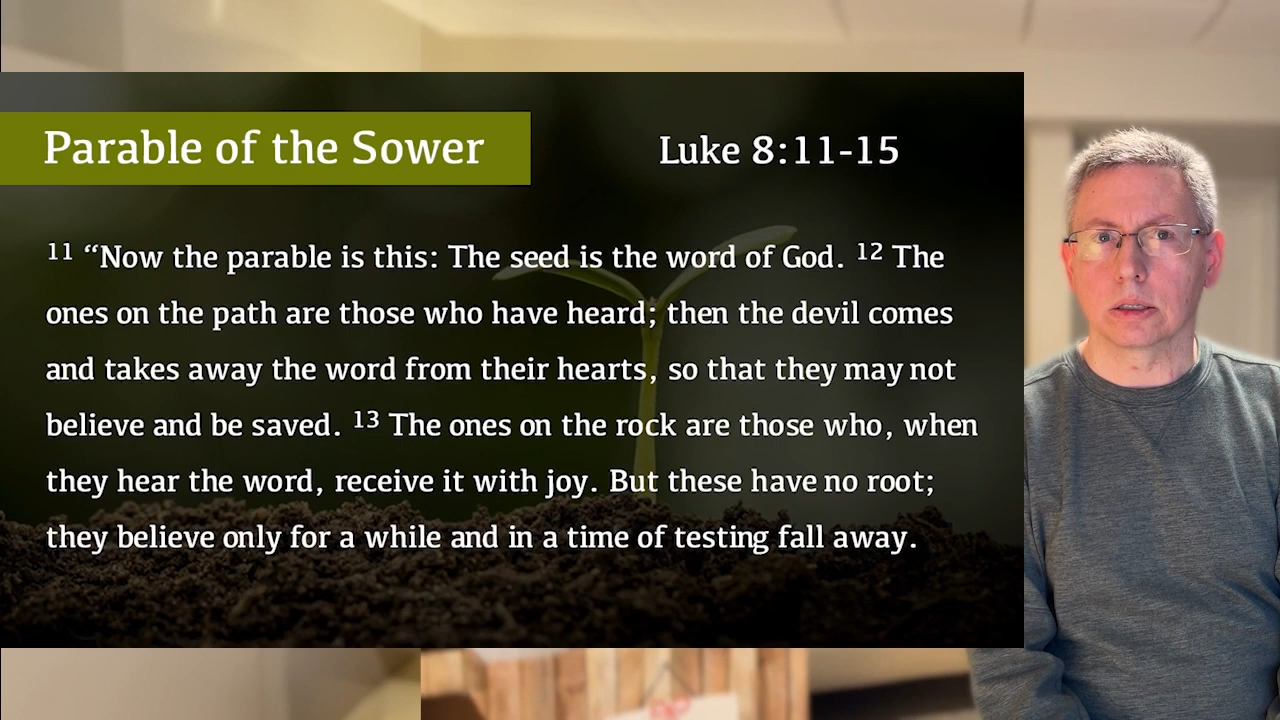 Parable of the Sower
Luke 8:11-15
11 “Now the parable is this: The seed is the word of God. 12 The
ones on the path are those who have heard; then the devil comes
and takes away the word from their hearts, so that they may not
believe and be saved. 13 The ones on the rock are those who, when
they hear the word, receive it with joy. But these have no root;
they believe only for a while and in a time of testing fall away.